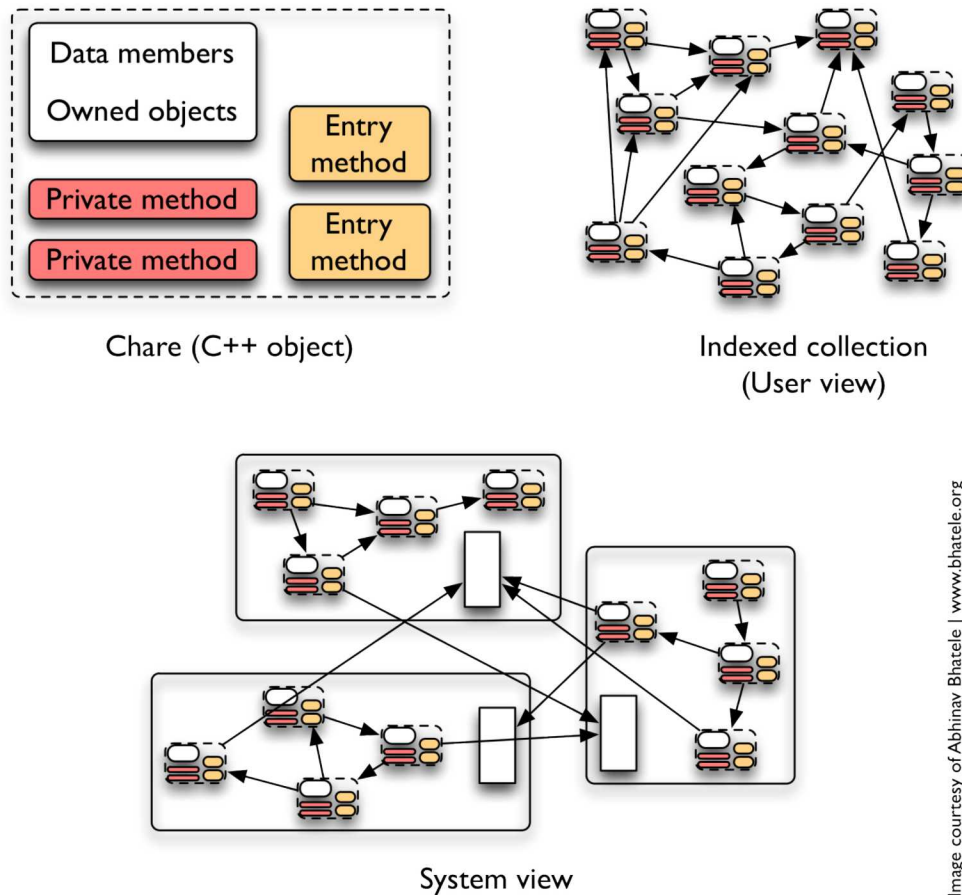 Data members
Owned objects
Entry
method
Private method
Entry
method
Private method
Chare (C++ object)
Indexed collection
(User view)
System view
Image courtesy of Abhinav Bhatele | www.bhatele.org